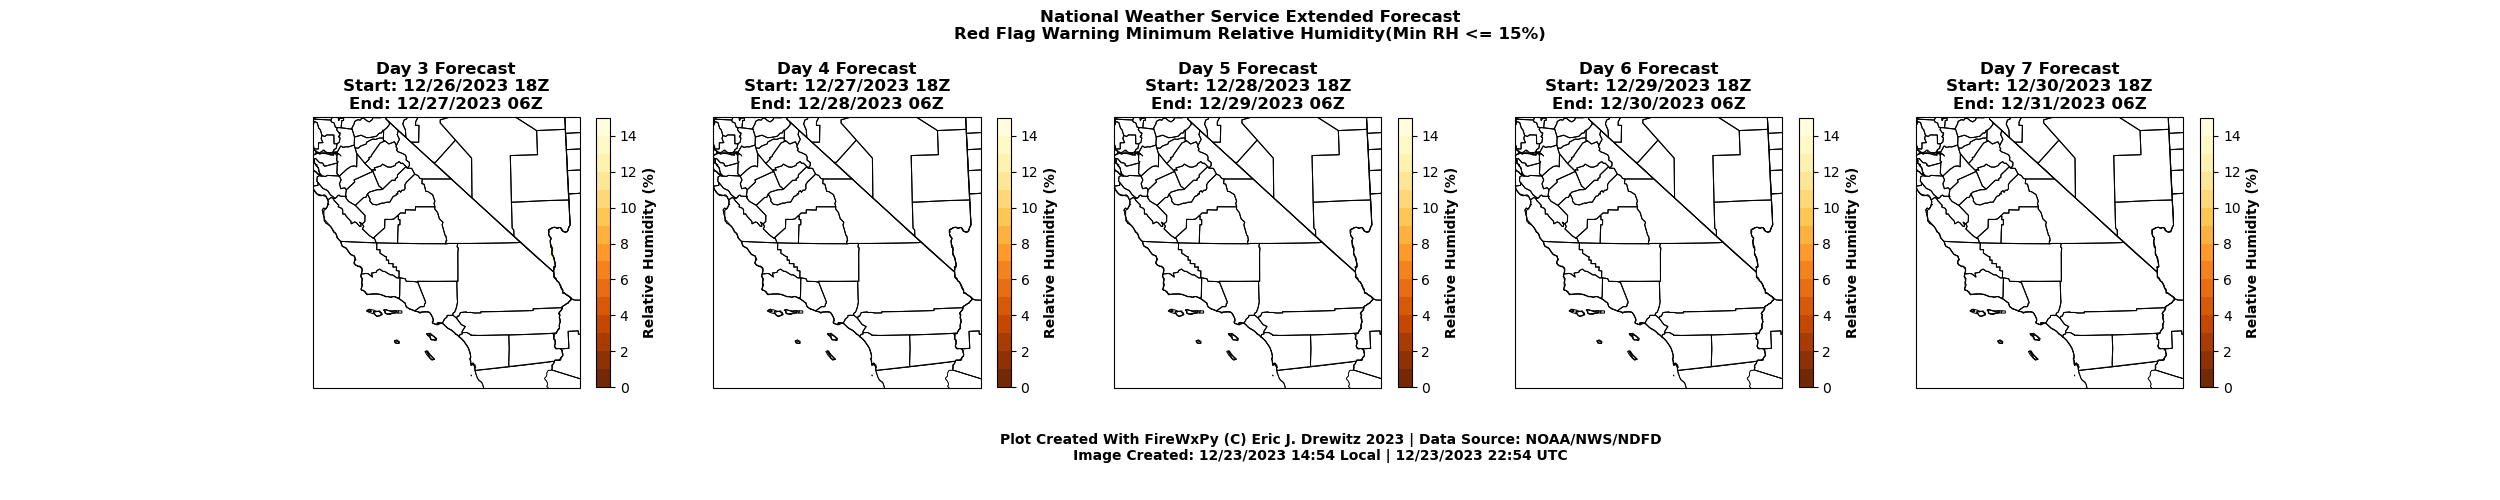 National Weather Service Extended Forecast
Red Flag Warning Minimum Relative Humidity(Min RH <= 15%)
Day 3 Forecast
Start: 12/26/2023 18Z
End: 12/27/2023 06Z
14
12
10
8
6
4
2
0
Relative Humidity (%)
Day 4 Forecast
Start: 12/27/2023 18Z
End: 12/28/2023 06Z
14
12
10
8
6
4
2
0
Relative Humidity (%)
Day 5 Forecast
Start: 12/28/2023 18Z
End: 12/29/2023 06Z
14
12
10
8
6
4
2
0
Relative Humidity (%)
Day 6 Forecast
Start: 12/29/2023 18Z
End: 12/30/2023 06Z
14
12
10
8
6
4
2
0
Relative Humidity (%)
Day 7 Forecast
Start: 12/30/2023 18Z
End: 12/31/2023 06Z
14
12
10
8
6
4
2
0
Relative Humidity (%)
Plot Created With FireWxPy (C) Eric J. Drewitz 2023 | Data Source: NOAA/NWS/NDFD
Image Created: 12/23/2023 14:54 Local | 12/23/2023 22:54 UTC